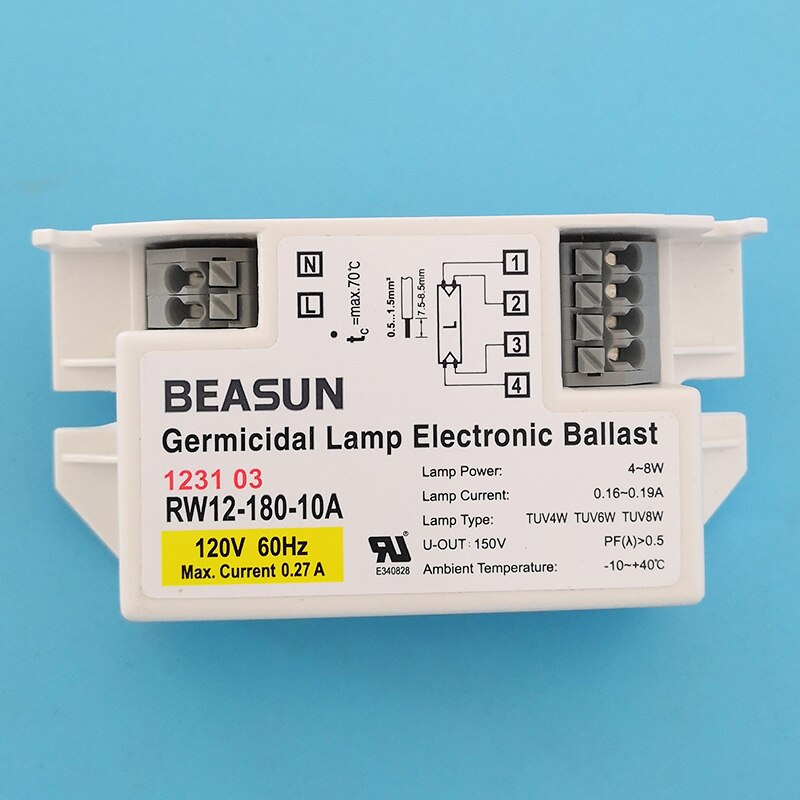 N
L
tc =max.70℃
0.5...1.5mm²
7.5-8.5mm
L
1
2
3
4
BEASUN
Germicidal Lamp Electronic Ballast
1231 03
RW12-180-10A
120V 60Hz
Max. Current 0.27 A
RU
E340828
Lamp Power: 4~8W
Lamp Current: 0.16~0.19A
Lamp Type: TUV4W TUV6W TUV8W
U-OUT: 150V PF(λ)>0.5
Ambient Temperature: -10~+40℃